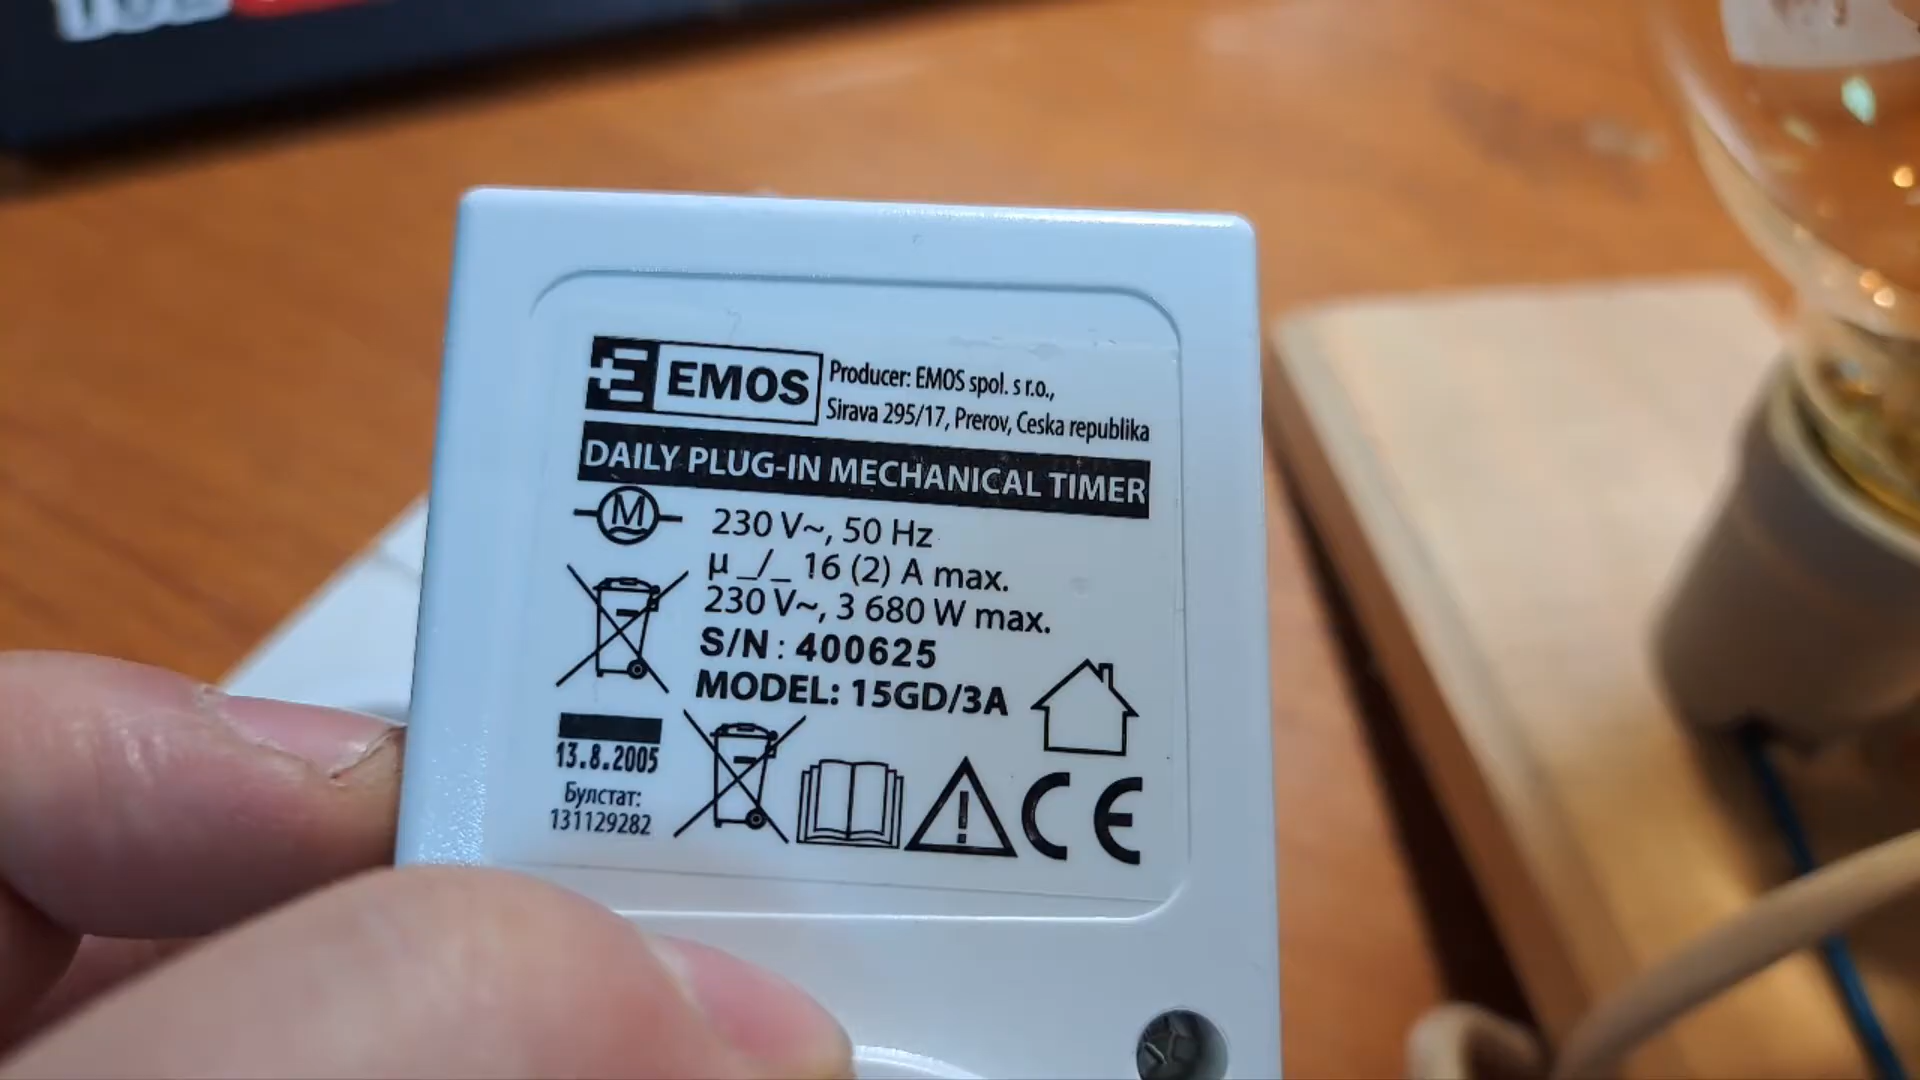 EMOS
Producer: EMOS spol. s r.o.,
Sirava 295/17, Prerov, Ceska republika
DAILY PLUG-IN MECHANICAL TIMER
M
230 V~, 50 Hz
µ _/_ 16 (2) A max.
230 V~, 3 680 W max.
S/N : 400625
MODEL: 15GD/3A
13.8.2005
Булстат:
131129282
CE